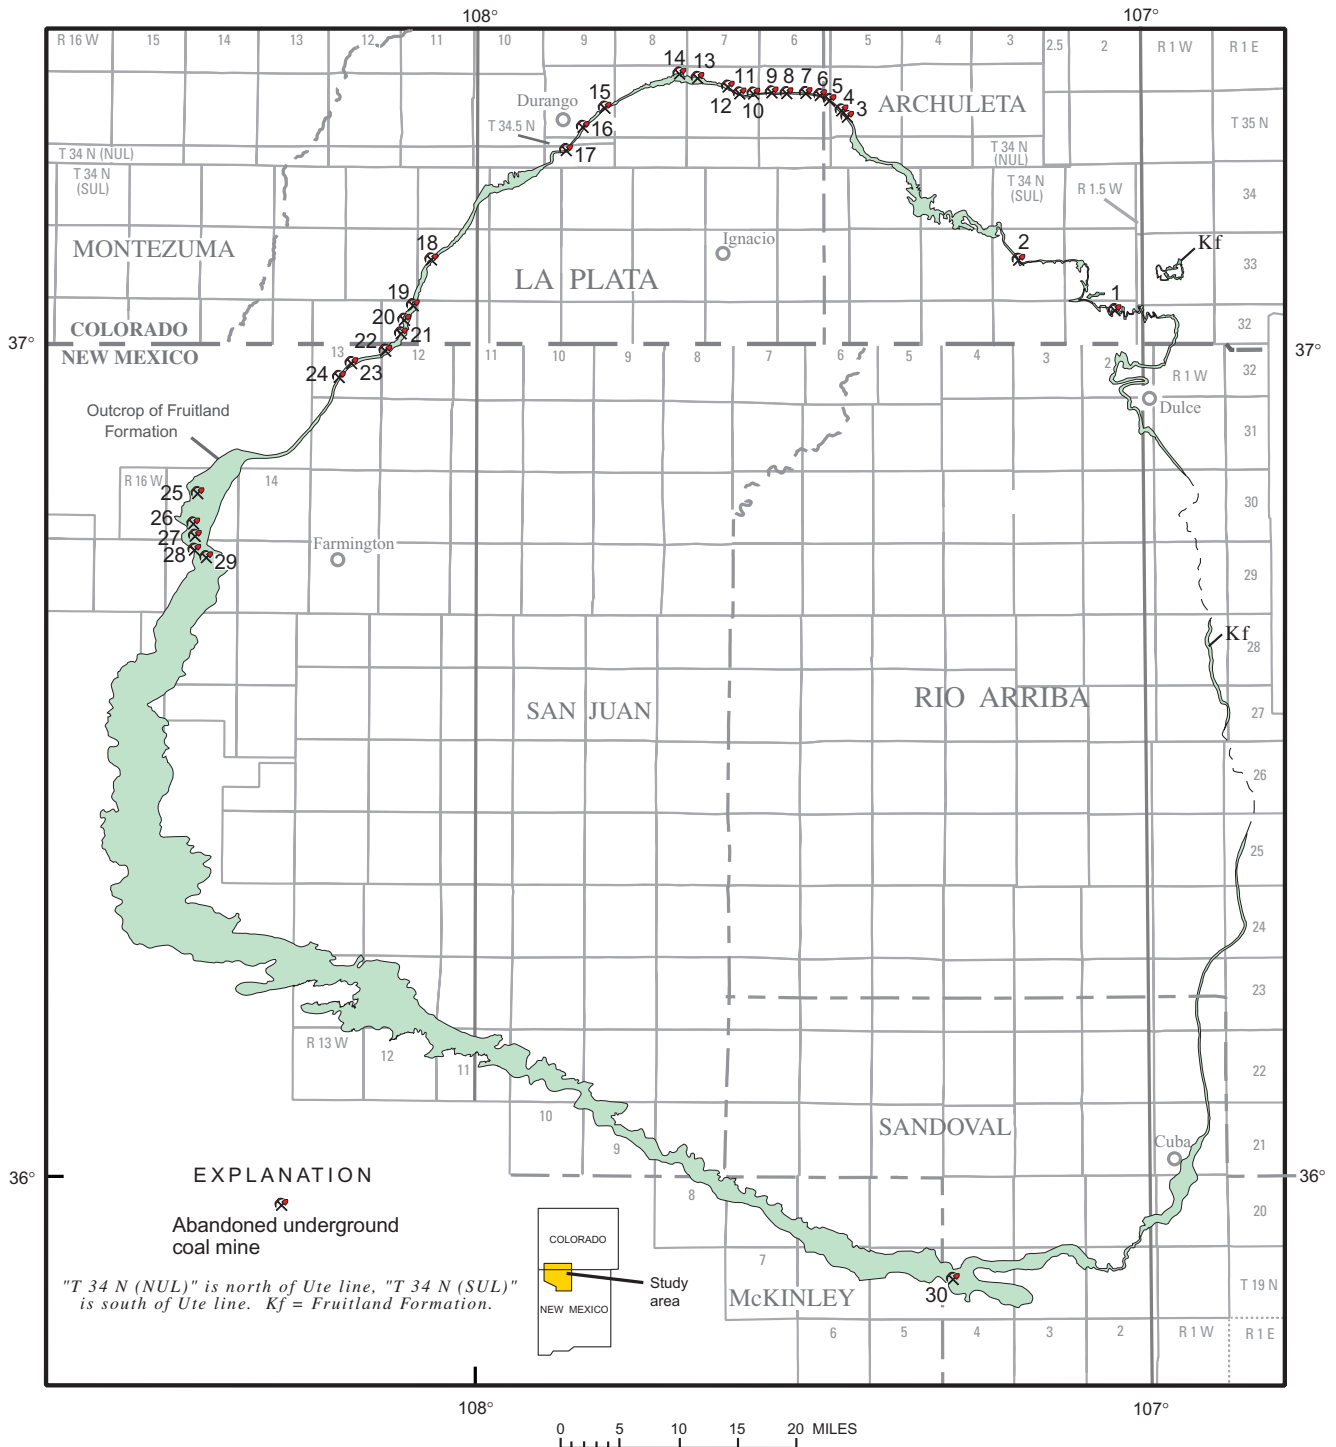 108°
107°
R 16 W
15
14
13
12
11
10
9
8
7
6
5
4
3
2.5
2
R 1 W
R 1 E
14
13
11
9
8
7
6
5
4
3
12
10
15
Durango
16
T 34.5 N
17
ARCHULETA
T 35 N
T 34 N (NUL)
T 34 N
(SUL)
T 34 N
(NUL)
T 34 N
(SUL)
R 1.5 W
34
MONTEZUMA
18
LA PLATA
Ignacio
2
Kf
33
19
20
21
1
32
COLORADO
NEW MEXICO
37°
37°
22
13
12
11
10
9
8
7
6
5
4
3
2
R 1 W
32
24
23
Dulce
Outcrop of Fruitland
Formation
31
R 16 W
14
25
30
26
27
28
29
Farmington
29
Kf
28
SAN JUAN
RIO ARRIBA
27
26
25
24
23
R 13 W
12
11
22
10
SANDOVAL
9
Cuba
21
36°
36°
EXPLANATION
8
20
Abandoned underground
coal mine
COLORADO
7
"T 34 N (NUL)" is north of Ute line, "T 34 N (SUL)"
is south of Ute line. Kf = Fruitland Formation.
Study
area
NEW MEXICO
McKINLEY
30
T 19 N
6
5
4
3
2
R 1 W
R 1 E
108°
107°
0
5
10
15
20 MILES